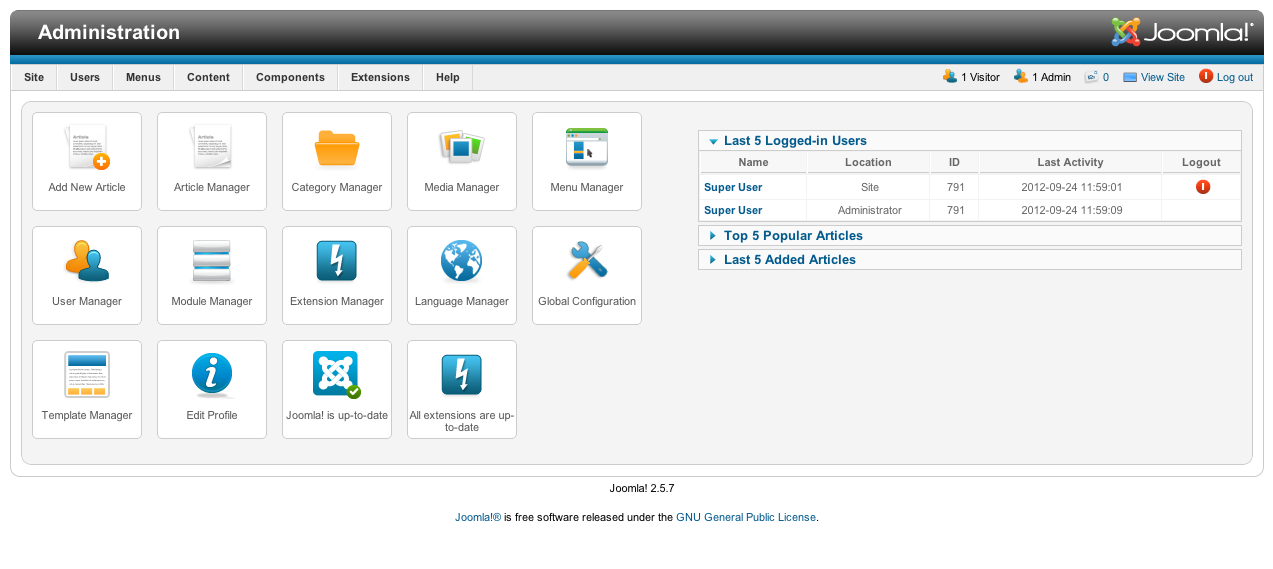 Administration
Joomla!
Site Users Menus Content Components Extensions Help
1 Visitor 1 Admin 0 View Site Log out
Article
Add New Article
Article
Article Manager
Category Manager
Media Manager
Menu Manager
User Manager
Module Manager
Extension Manager
Language Manager
Global Configuration
Template Manager
Edit Profile
Joomla! is up-to-date
All extensions are up-
to-date
Last 5 Logged-in Users
Name Location ID Last Activity Logout
Super User Site 791 2012-09-24 11:59:01
Super User Administrator 791 2012-09-24 11:59:09
Top 5 Popular Articles
Last 5 Added Articles
Joomla! 2.5.7
Joomla!® is free software released under the GNU General Public License.